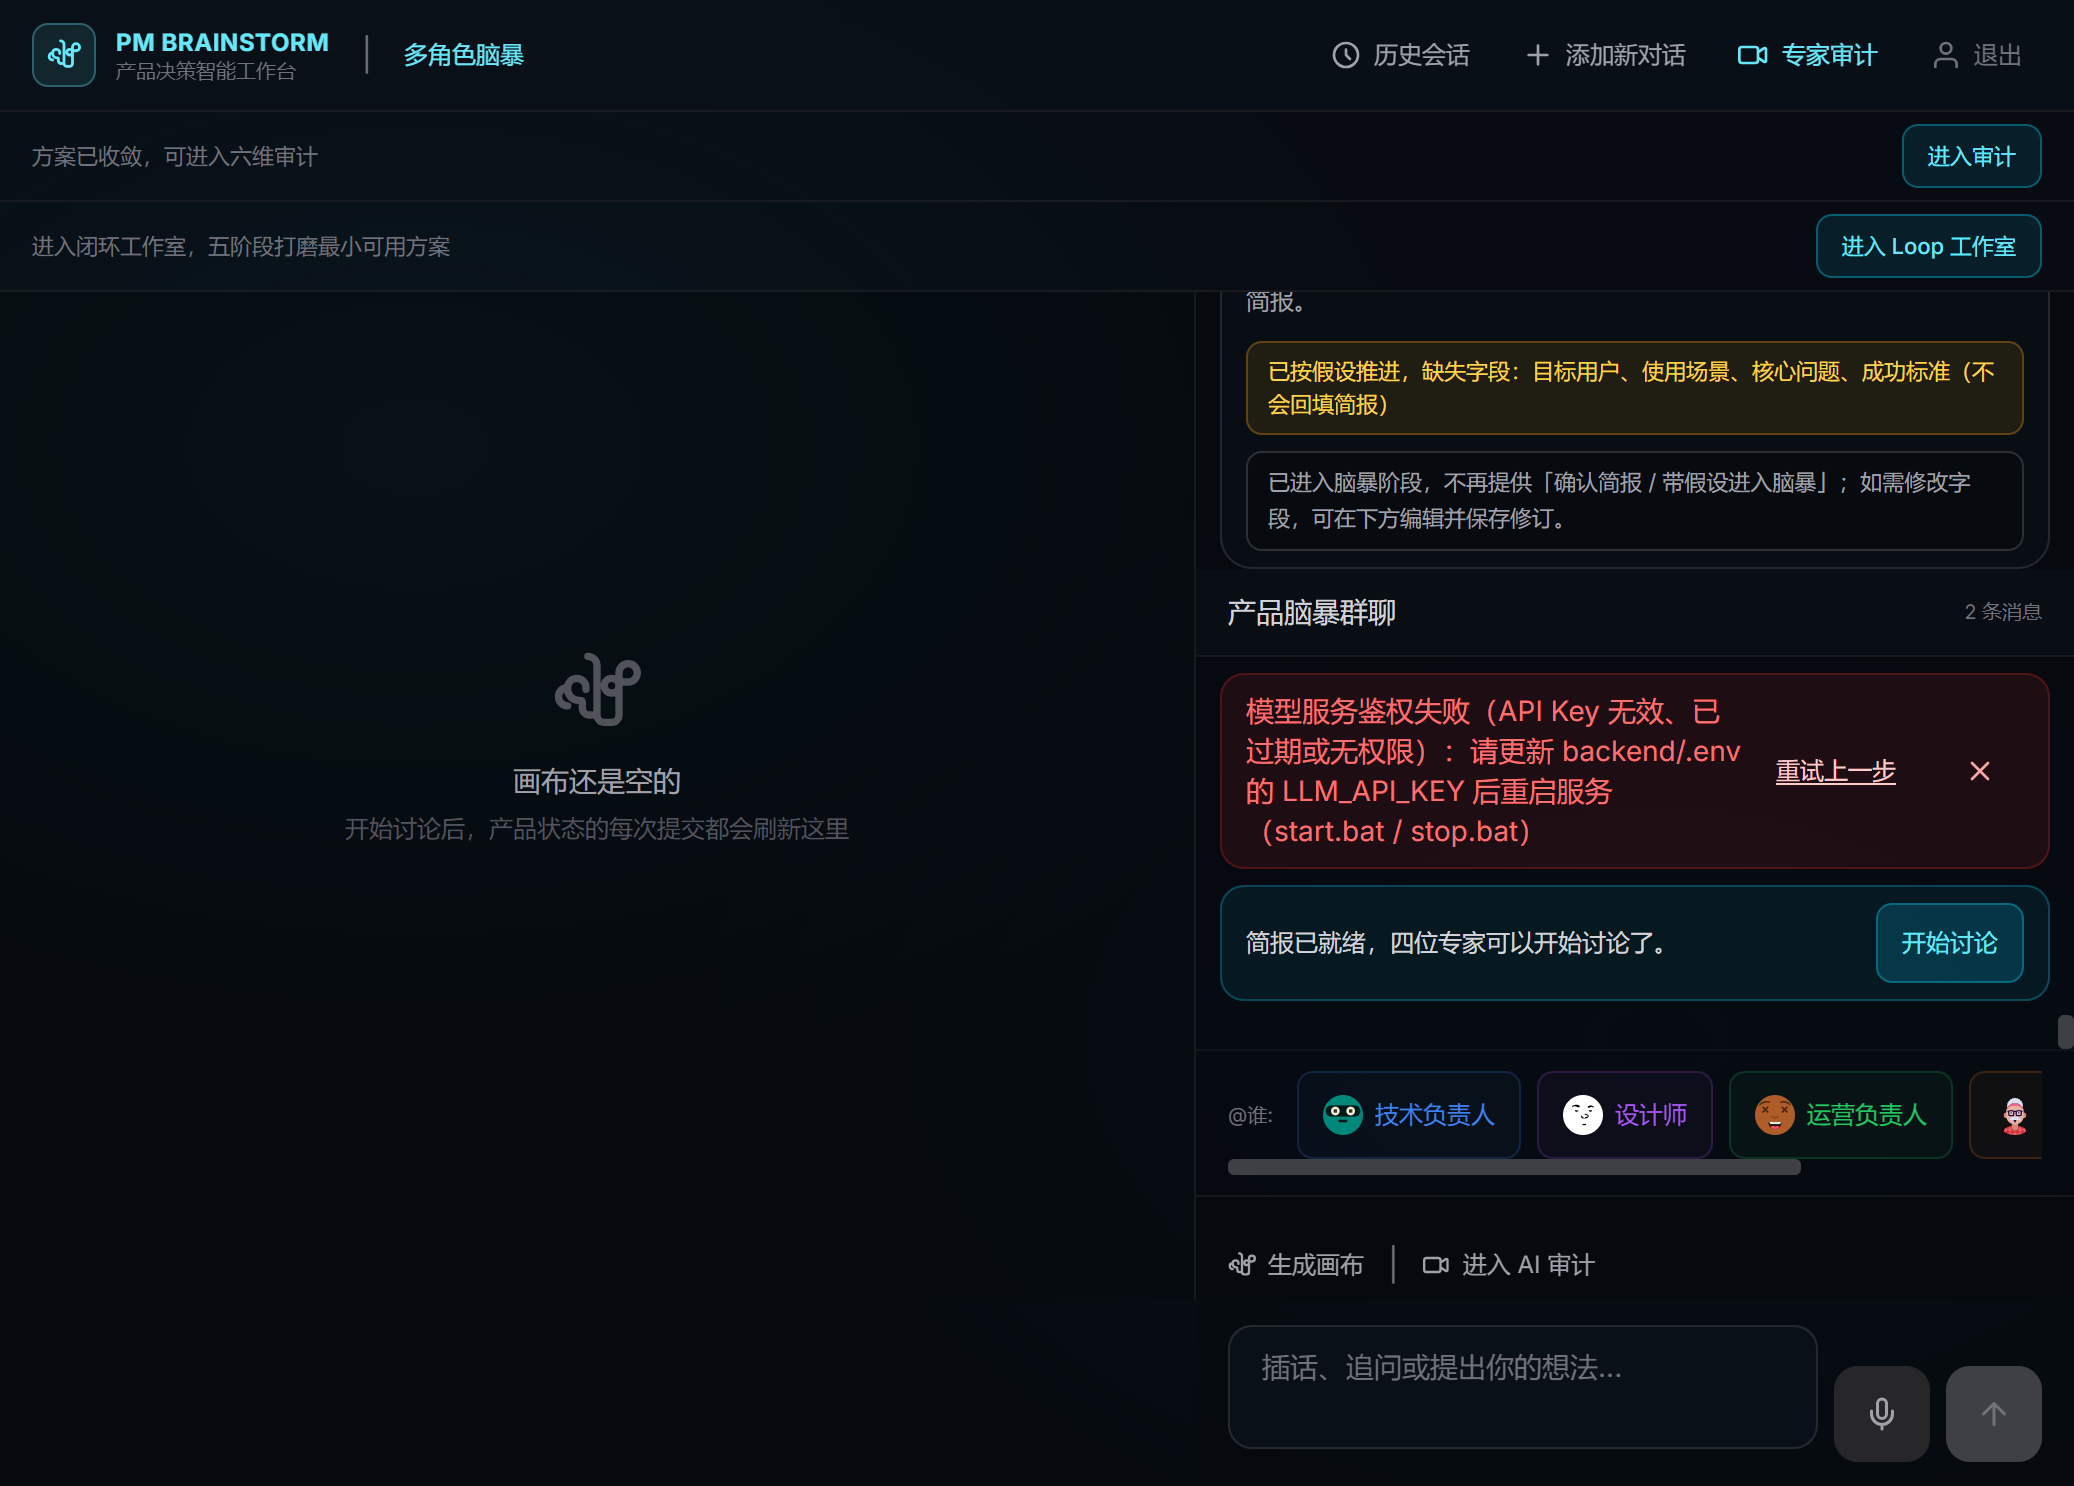 PM BRAINSTORM
产品决策智能工作台
多角色脑暴
历史会话
添加新对话
专家审计
退出
方案已收敛，可进入六维审计
进入审计
进入闭环工作室，五阶段打磨最小可用方案
进入 Loop 工作室
简报。
已按假设推进，缺失字段：目标用户、使用场景、核心问题、成功标准（不
会回填简报）
已进入脑暴阶段，不再提供「确认简报 / 带假设进入脑暴」；如需修改字
段，可在下方编辑并保存修订。
产品脑暴群聊
2 条消息
模型服务鉴权失败（API Key 无效、已
过期或无权限）：请更新 backend/.env
的 LLM_API_KEY 后重启服务
（start.bat / stop.bat）
重试上一步
简报已就绪，四位专家可以开始讨论了。
开始讨论
画布还是空的
开始讨论后，产品状态的每次提交都会刷新这里
@谁:
技术负责人
设计师
运营负责人
生成画布
进入 AI 审计
插话、追问或提出你的想法...